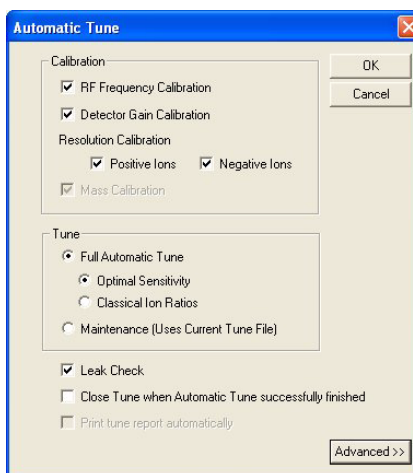 Automatic Tune
Calibration
OK
RF Frequency Calibration
Cancel
Detector Gain Calibration
Resolution Calibration
Positive Ions Negative Ions
Mass Calibration
Tune
Full Automatic Tune
Optimal Sensitivity
Classical Ion Ratios
Maintenance (Uses Current Tune File)
Leak Check
Close Tune when Automatic Tune successfully finished
Print tune report automatically
Advanced >>